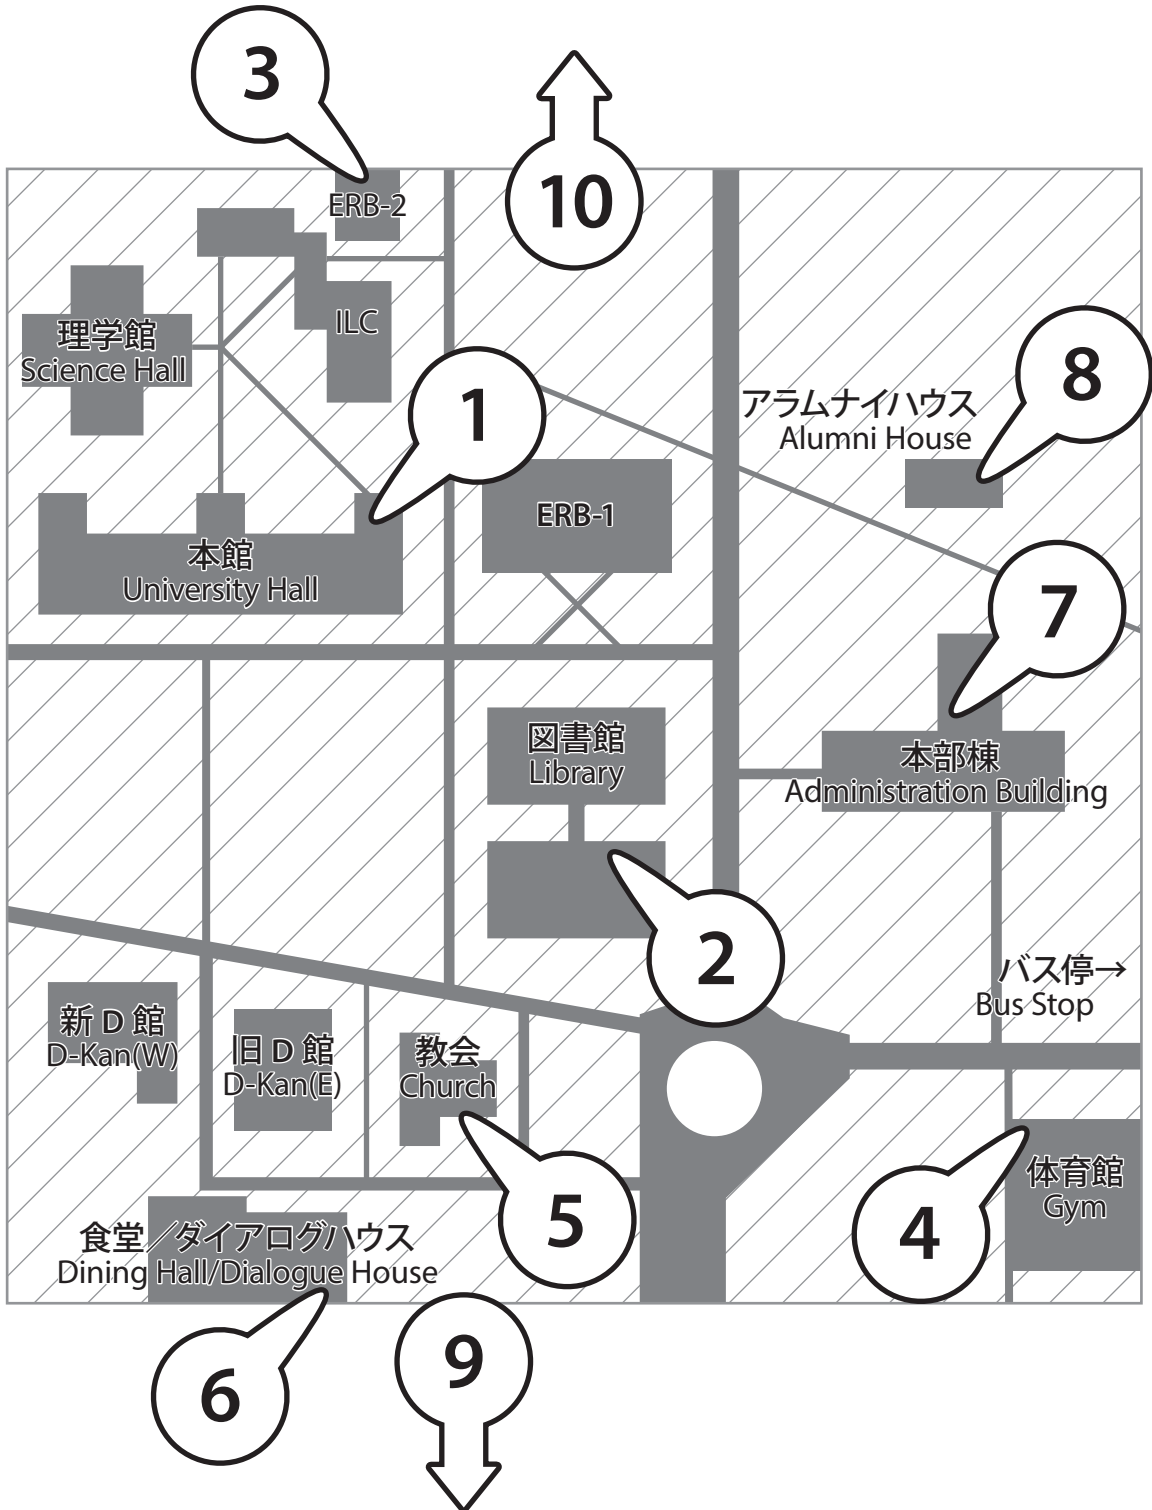 3
10
ERB-2
理学館
Science Hall
ILC
1
8
アラムナイハウス
Alumni House
ERB-1
本館
University Hall
7
図書館
Library
本部棟
Administration Building
2
バス停→
Bus Stop
新 D 館
D-Kan(W)
旧 D 館
D-Kan(E)
教会
Church
体育館
Gym
5
4
食堂／ダイアログハウス
Dining Hall/Dialogue House
9
6